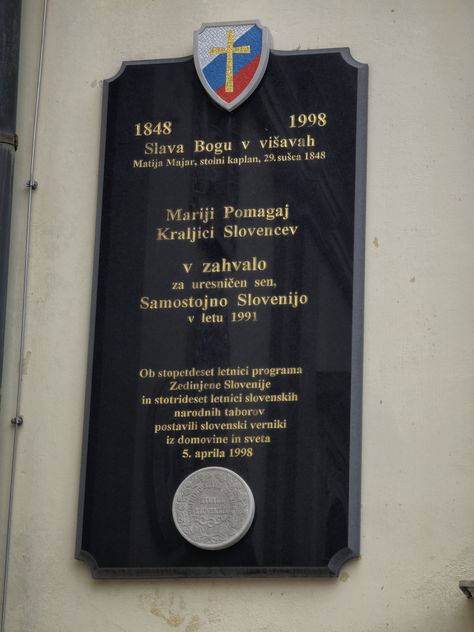 1848 1998
Slava Bogu v višavah
Matija Majar, stolni kaplan, 29. sušca 1848
Mariji Pomagaj
Kraljici Slovencev
v zahvalo
za uresničen sen,
Samostojno Slovenijo
v letu 1991
Ob stopetdeset letnici programa
Zedinjene Slovenije
in stotrideset letnici slovenskih
narodnih taborov
postavili slovenski verniki
iz domovine in sveta
5. aprila 1998